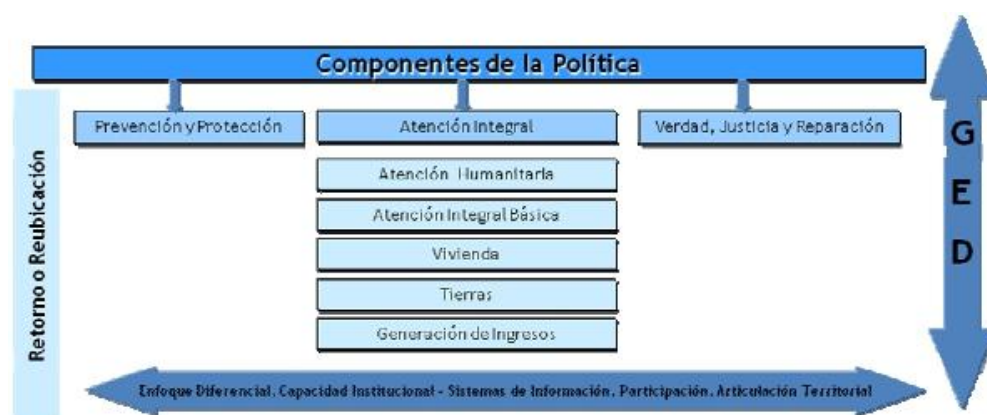 Componentes de la Política
Prevención y Protección
Atención Integral
Verdad, Justicia y Reparación
Atención Humanitaria
Atención Integral Básica
Vivienda
Tierras
Generación de Ingresos
Retorno o Reubicación
G
E
D
Enfoque Diferencial, Capacidad Institucional - Sistemas de Información, Participación, Articulación Territorial